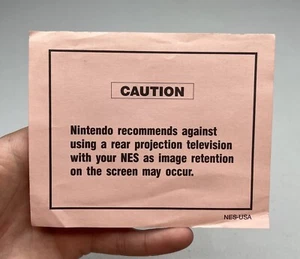 CAUTION
Nintendo recommends against
using a rear projection television
with your NES as image retention
on the screen may occur.
NES-USA